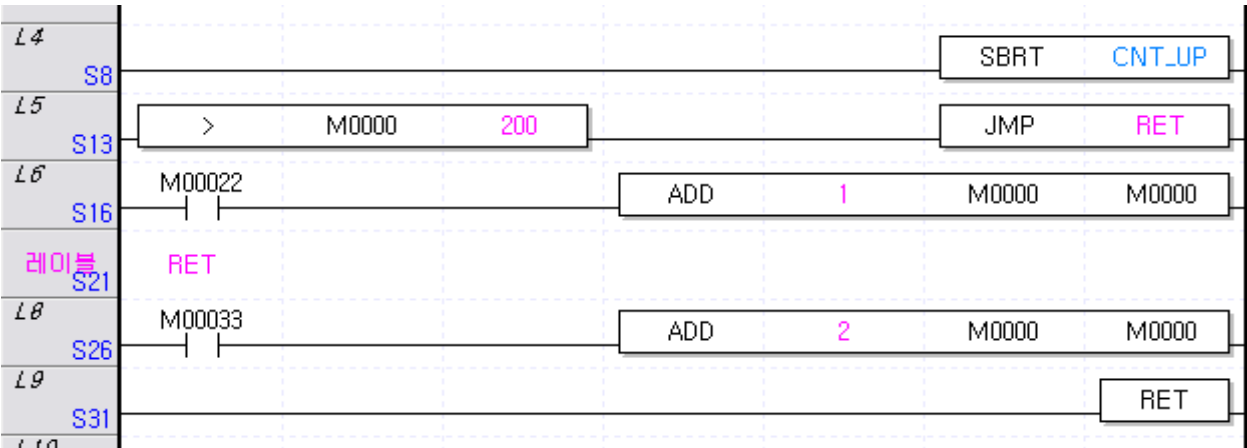 L4
S8 SBRT CNT_UP
L5
S13 > M0000 200 JMP RET
L6 M00022
S16 ADD 1 M0000 M0000
레이블 RET
S21
L8 M00033
S26 ADD 2 M0000 M0000
L9
S31 RET
L10